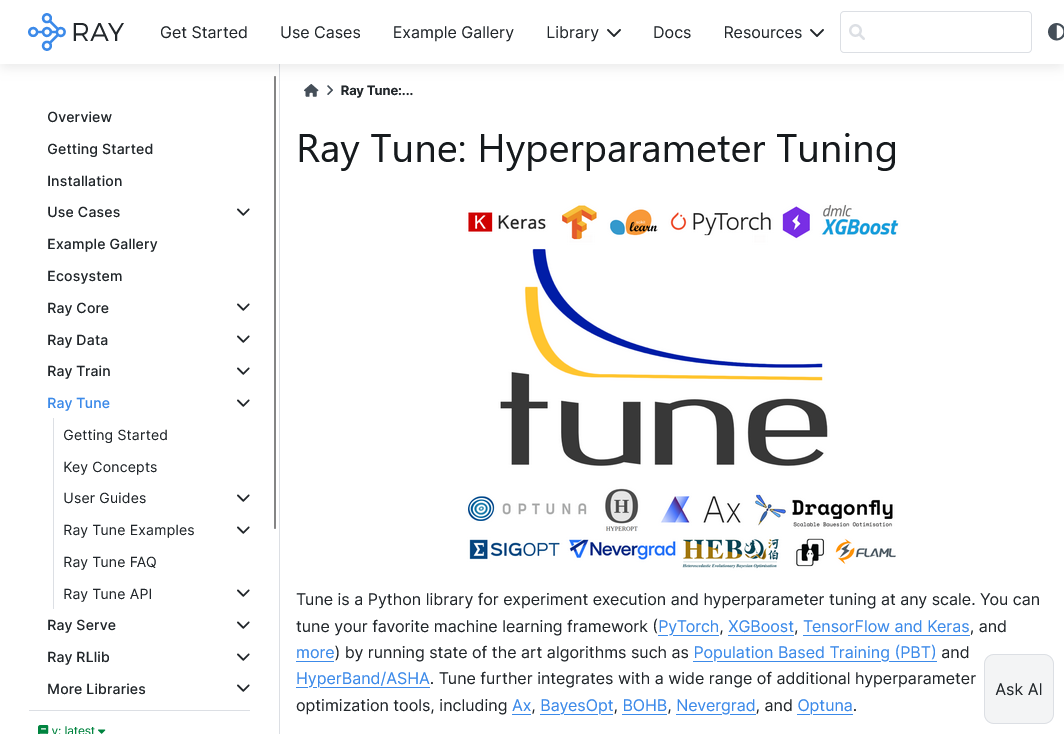 RAY
Get Started
Use Cases
Example Gallery
Library
Docs
Resources
Overview
Getting Started
Installation
Use Cases
Example Gallery
Ecosystem
Ray Core
Ray Data
Ray Train
Ray Tune
Getting Started
Key Concepts
User Guides
Ray Tune Examples
Ray Tune FAQ
Ray Tune API
Ray Serve
Ray RLlib
More Libraries
v: latest
Ray Tune:...
Ray Tune: Hyperparameter Tuning
K Keras
learn
PyTorch
dmlc
XGBoost
tune
OPTUNA
H
HYPEROPT
Ax
Dragonfly
Scalable Bayesian Optimisation
SIGOPT
Nevergrad
HEBO 河伯
Heteroscedastic Evolutionary Bayesian Optimisation
FLAML
Tune is a Python library for experiment execution and hyperparameter tuning at any scale. You can
tune your favorite machine learning framework (PyTorch, XGBoost, TensorFlow and Keras, and
more) by running state of the art algorithms such as Population Based Training (PBT) and
HyperBand/ASHA. Tune further integrates with a wide range of additional hyperparameter
optimization tools, including Ax, BayesOpt, BOHB, Nevergrad, and Optuna.
Ask AI